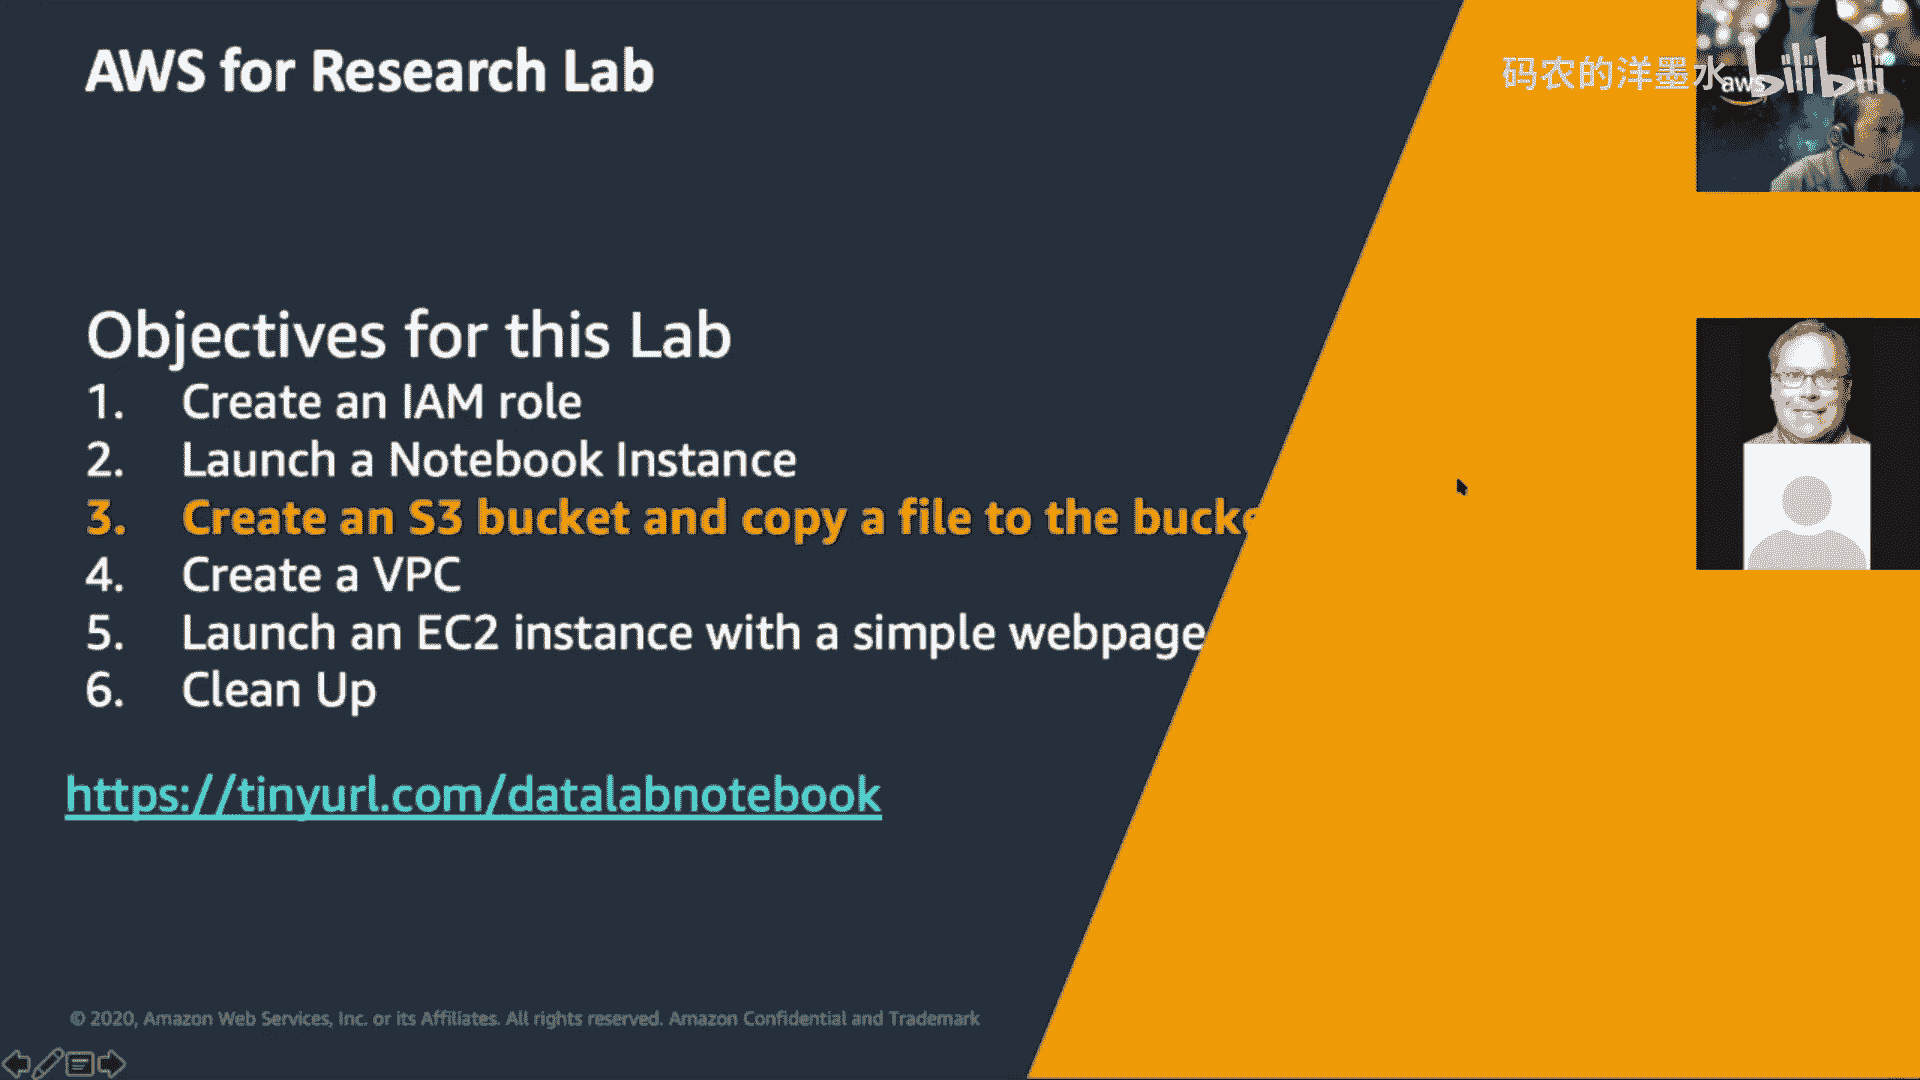 AWS for Research Lab
码农的洋墨水
bilibili
aws
Objectives for this Lab
1. Create an IAM role
2. Launch a Notebook Instance
3. Create an S3 bucket and copy a file to the bucke
4. Create a VPC
5. Launch an EC2 instance with a simple webpage
6. Clean Up
https://tinyurl.com/datalabnotebook
© 2020, Amazon Web Services, Inc. or its Affiliates. All rights reserved. Amazon Confidential and Trademark